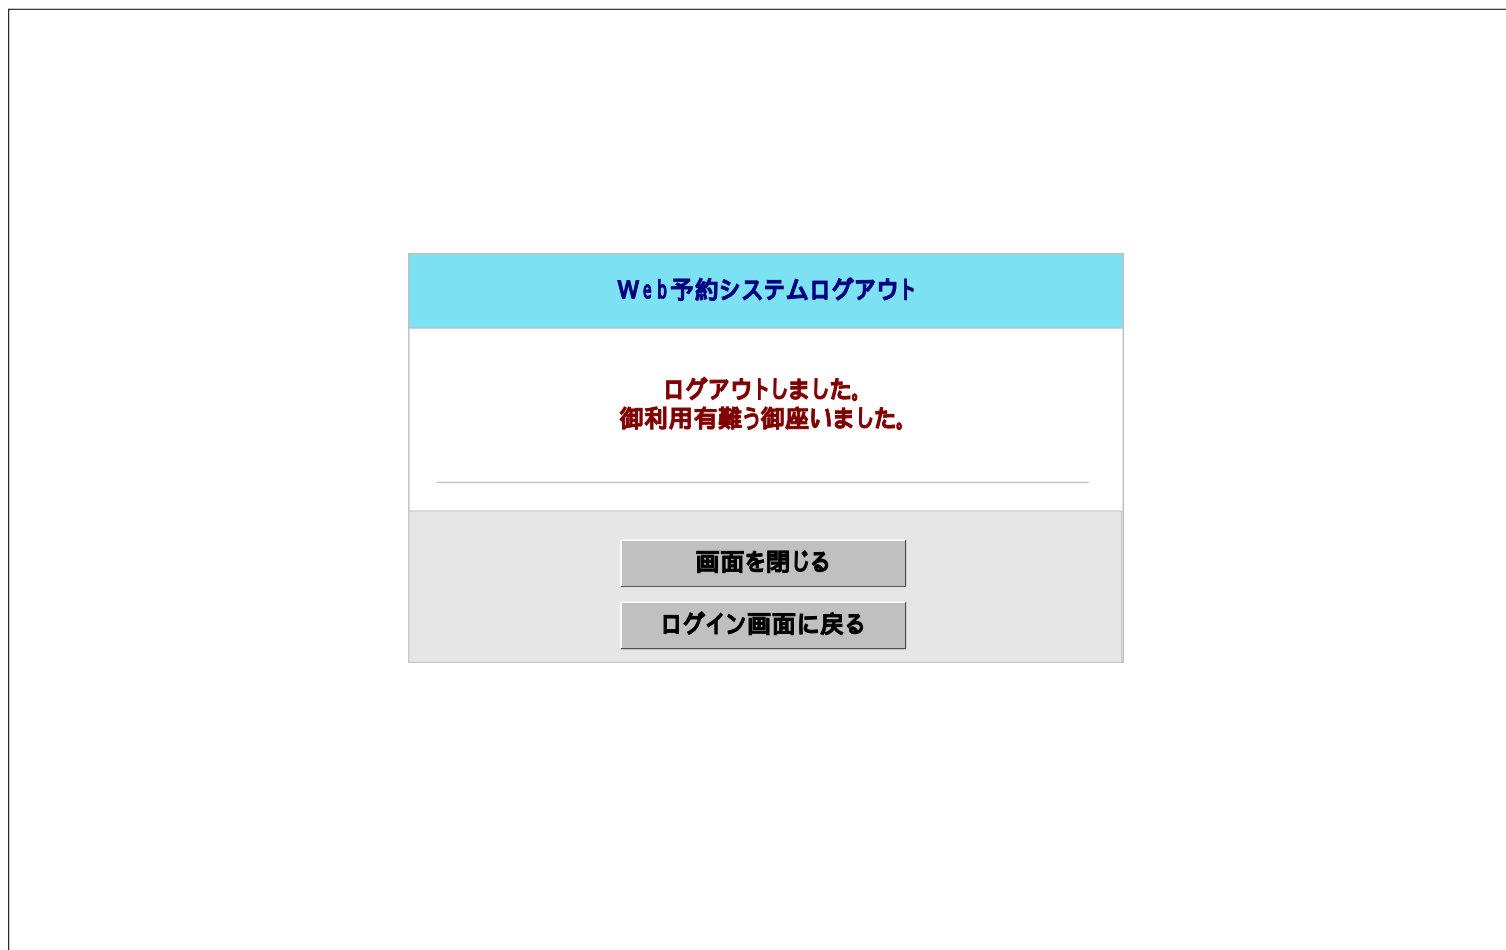 Web予約システムログアウト
ログアウトしました。
御利用有難う御座いました。
画面を閉じる
ログイン画面に戻る